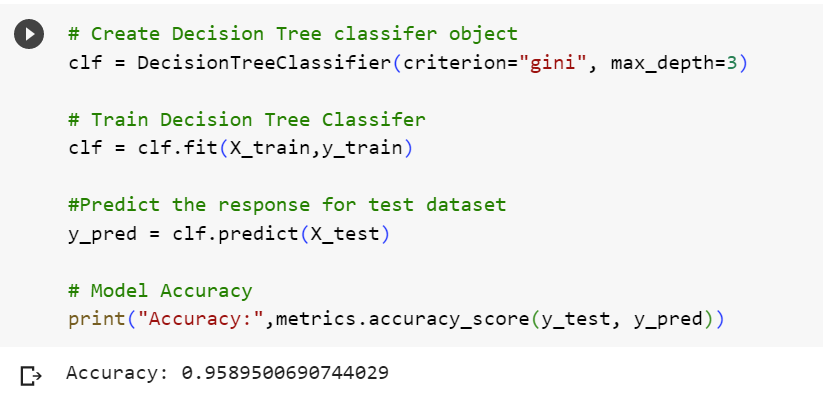 # Create Decision Tree classifer object
clf = DecisionTreeClassifier(criterion="gini", max_depth=3)
# Train Decision Tree Classifer
clf = clf.fit(X_train,y_train)
#Predict the response for test dataset
y_pred = clf.predict(X_test)
# Model Accuracy
print("Accuracy:",metrics.accuracy_score(y_test, y_pred))
Accuracy: 0.9589500690744029